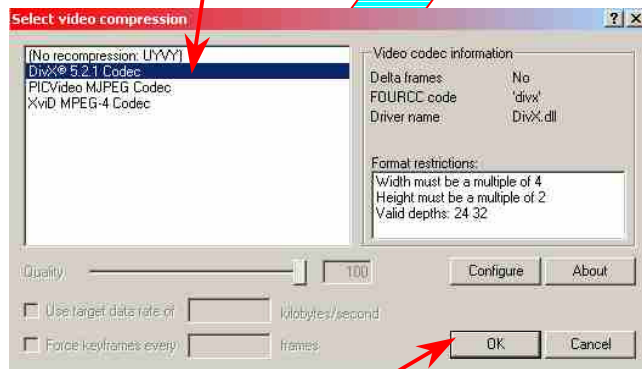 Select video compression
(No recompression: UYVY)
DivX® 5.2.1 Codec
PICVideo MJPEG Codec
XviD MPEG-4 Codec
Video codec information
Delta frames No
FOURCC code 'divx'
Driver name DivX.dll
Format restrictions:
Width must be a multiple of 4
Height must be a multiple of 2
Valid depths: 24 32
Quality: 100
Configure About
Use target data rate of kilobytes/second
Force keyframes every frames
OK Cancel